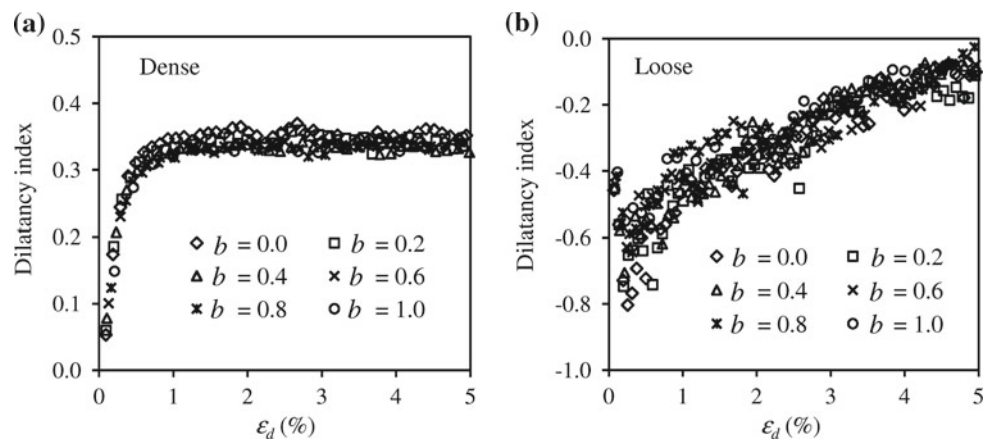 (a)
0.5
0.4
0.3
0.2
0.1
0.0
Dilatancy index
Dense
b = 0.0 b = 0.2
b = 0.4 b = 0.6
b = 0.8 b = 1.0
0 1 2 3 4 5
εd (%)
(b)
0.0
-0.2
-0.4
-0.6
-0.8
-1.0
Dilatancy index
Loose
b = 0.0 b = 0.2
b = 0.4 b = 0.6
b = 0.8 b = 1.0
0 1 2 3 4 5
εd (%)